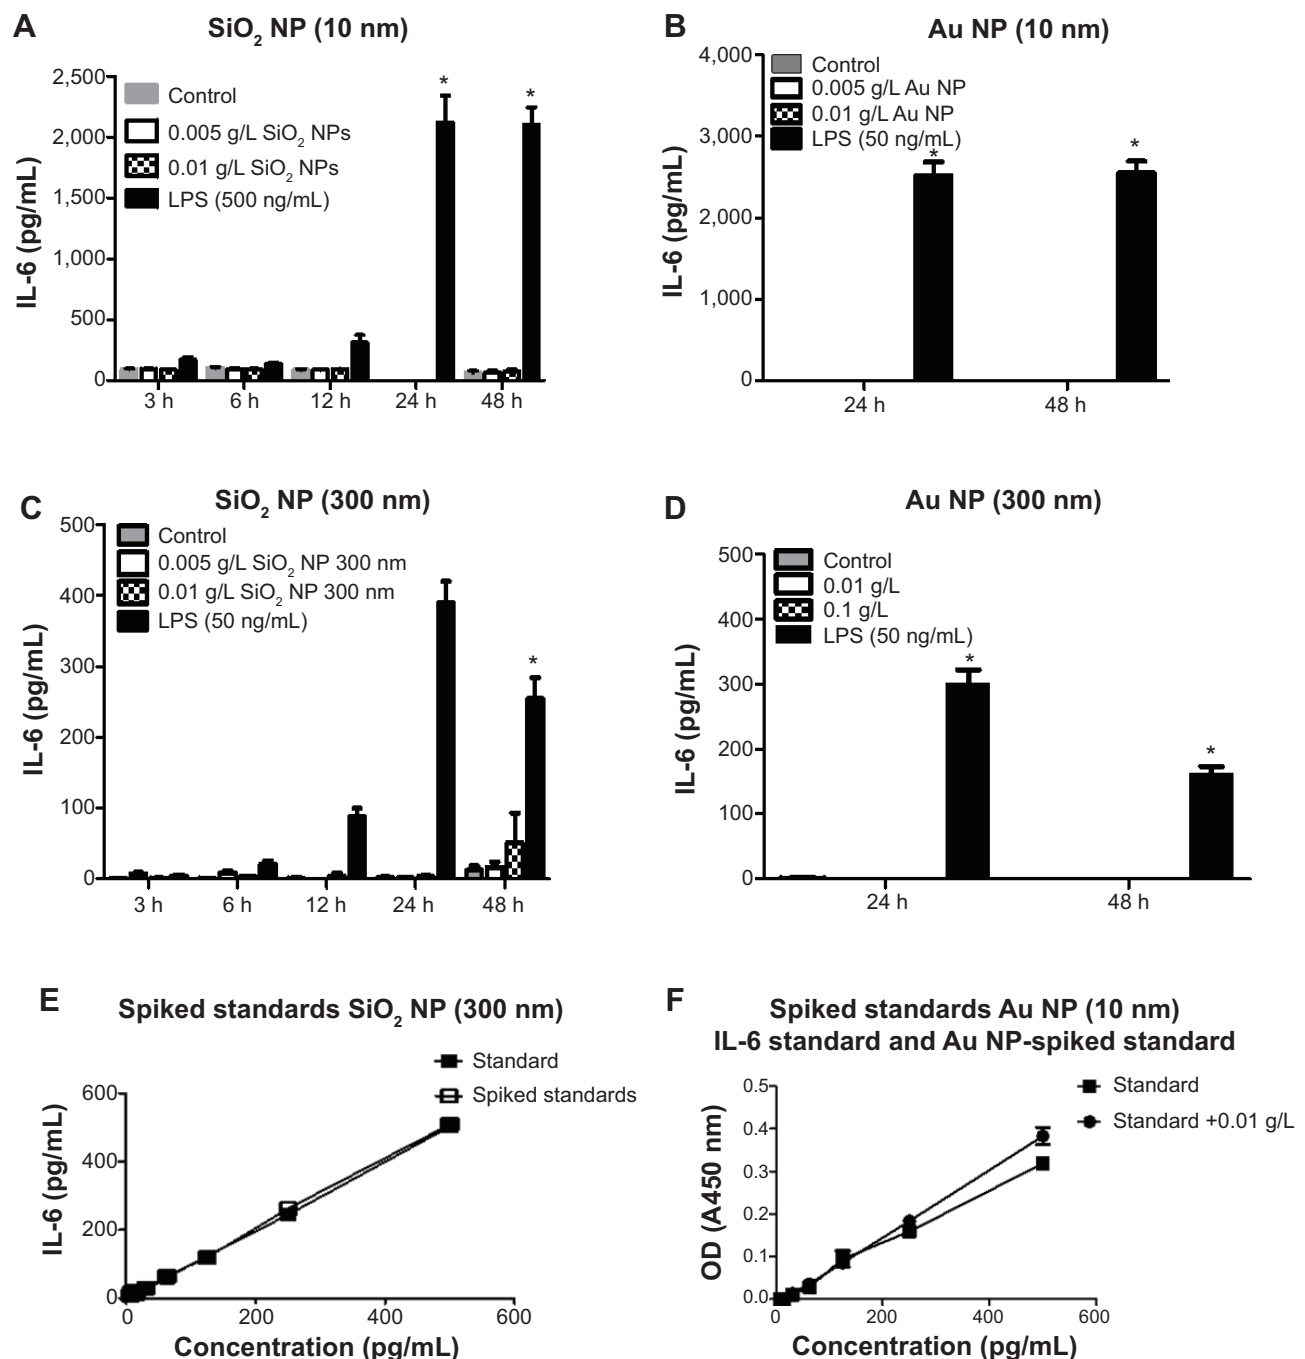 A
SiO2 NP (10 nm)
2,500
2,000
1,500
1,000
500
0
IL-6 (pg/mL)
Control
0.005 g/L SiO2 NPs
0.01 g/L SiO2 NPs
LPS (500 ng/mL)
*
*
3 h
6 h
12 h
24 h
48 h
B
Au NP (10 nm)
4,000
3,000
2,000
1,000
0
IL-6 (pg/mL)
Control
0.005 g/L Au NP
0.01 g/L Au NP
LPS (50 ng/mL)
*
*
24 h
48 h
C
SiO2 NP (300 nm)
500
400
300
200
100
0
IL-6 (pg/mL)
Control
0.005 g/L SiO2 NP 300 nm
0.01 g/L SiO2 NP 300 nm
LPS (50 ng/mL)
*
3 h
6 h
12 h
24 h
48 h
D
Au NP (300 nm)
500
400
300
200
100
0
IL-6 (pg/mL)
Control
0.01 g/L
0.1 g/L
LPS (50 ng/mL)
*
*
24 h
48 h
E
Spiked standards SiO2 NP (300 nm)
Standard
Spiked standards
600
400
200
0
IL-6 (pg/mL)
0
200
400
600
Concentration (pg/mL)
F
Spiked standards Au NP (10 nm)
IL-6 standard and Au NP-spiked standard
Standard
Standard +0.01 g/L
0.5
0.4
0.3
0.2
0.1
0.0
OD (A450 nm)
0
200
400
600
Concentration (pg/mL)